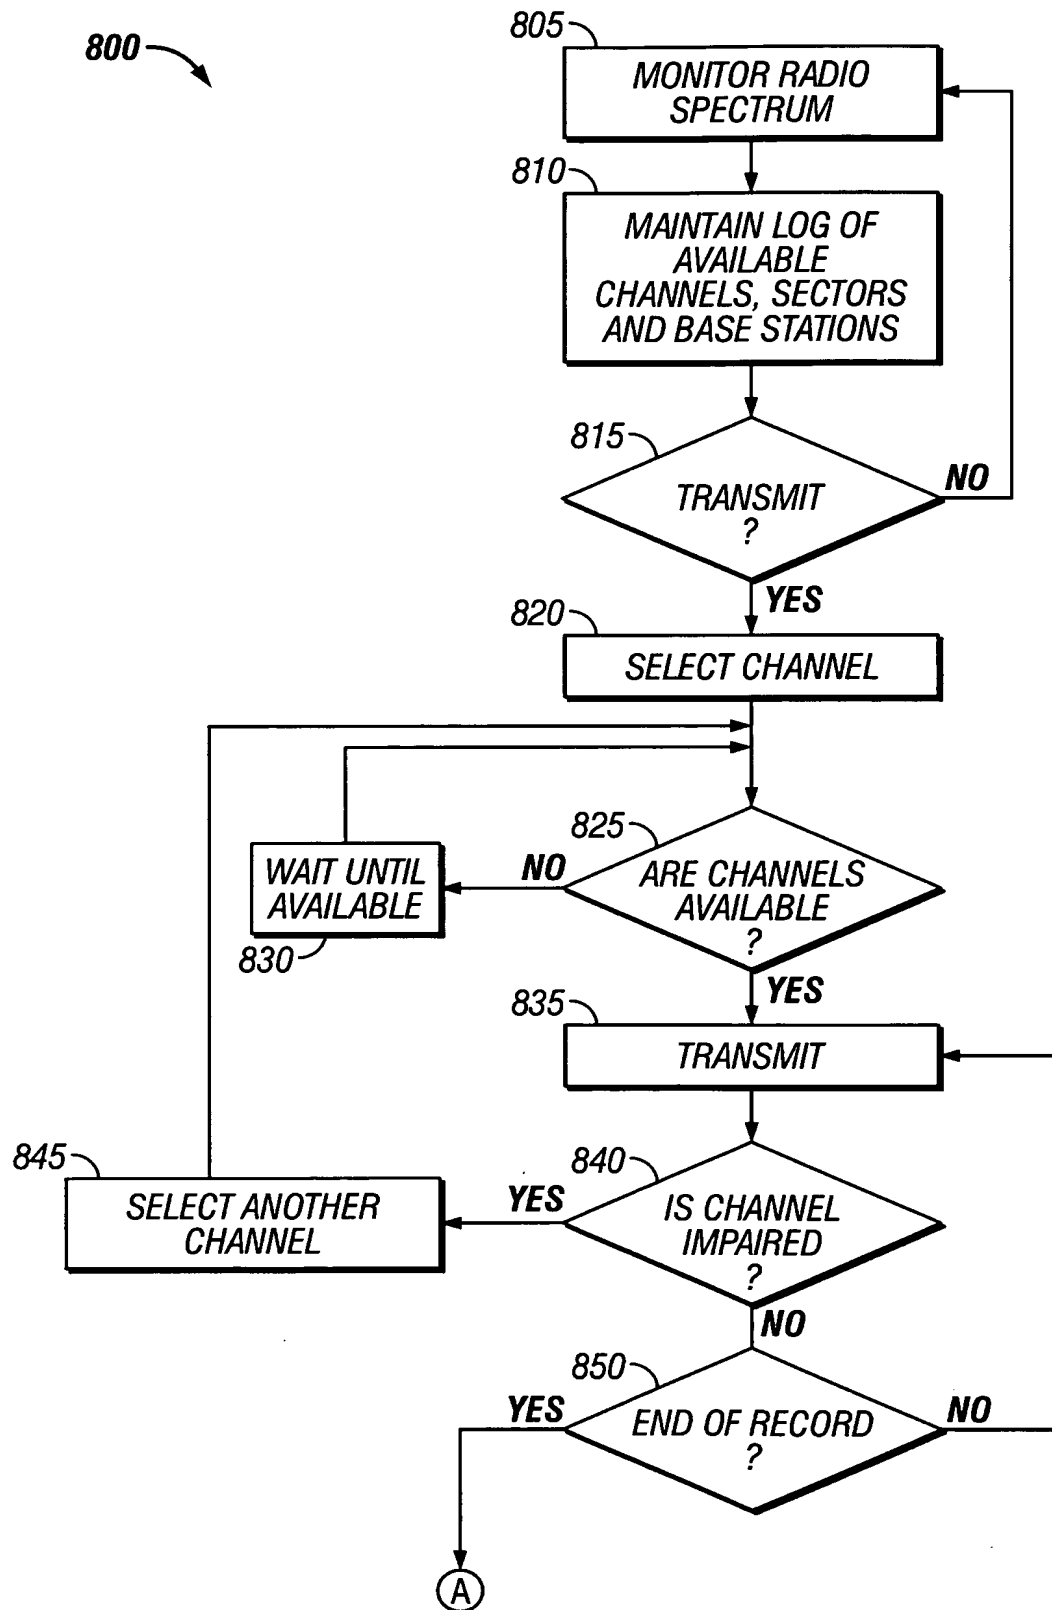 800
805
MONITOR RADIO
SPECTRUM
810
MAINTAIN LOG OF
AVAILABLE
CHANNELS, SECTORS
AND BASE STATIONS
815
TRANSMIT
?
NO
YES
820
SELECT CHANNEL
825
ARE CHANNELS
AVAILABLE
?
NO
WAIT UNTIL
AVAILABLE
830
YES
835
TRANSMIT
840
IS CHANNEL
IMPAIRED
?
YES
845
SELECT ANOTHER
CHANNEL
NO
850
END OF RECORD
?
YES
NO
A